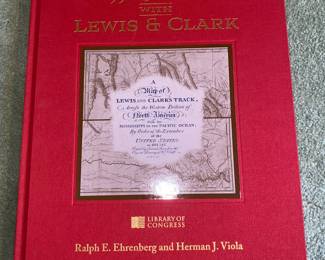 WITH
LEWIS & CLARK
A
Map of
LEWIS AND CLARK'S TRACK,
Across the Western Portion of
North America
from the
MISSISSIPPI TO THE PACIFIC OCEAN;
By Order of the Executive
of the
UNITED STATES
LIBRARY OF
CONGRESS
Ralph E. Ehrenberg and Herman J. Viola